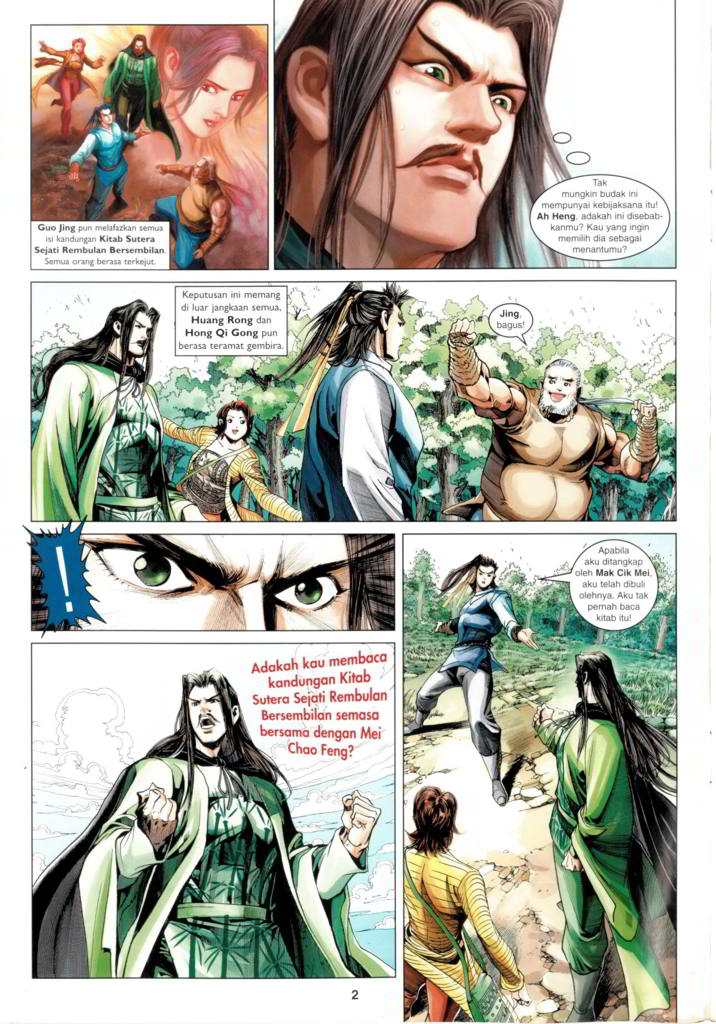 Guo Jing pun melafazkan semua
isi kandungan Kitab Sutera
Sejati Rembulan Bersembilan.
Semua orang berasa terkejut.
Tak
mungkin budak ini
mempunyai kebijaksana itu!
Ah Heng, adakah ini disebab-
kanmu? Kau yang ingin
memilih dia sebagai
menantumu?
Keputusan ini memang
di luar jangkaan semua,
Huang Rong dan
Hong Qi Gong pun
berasa teramat gembira.
Jing,
bagus!
!
Apabila
aku ditangkap
oleh Mak Cik Mei,
aku telah dibuli
olehnya. Aku tak
pernah baca
kitab itu!
Adakah kau membaca
kandungan Kitab
Sutera Sejati Rembulan
Bersembilan semasa
bersama dengan Mei
Chao Feng?
2